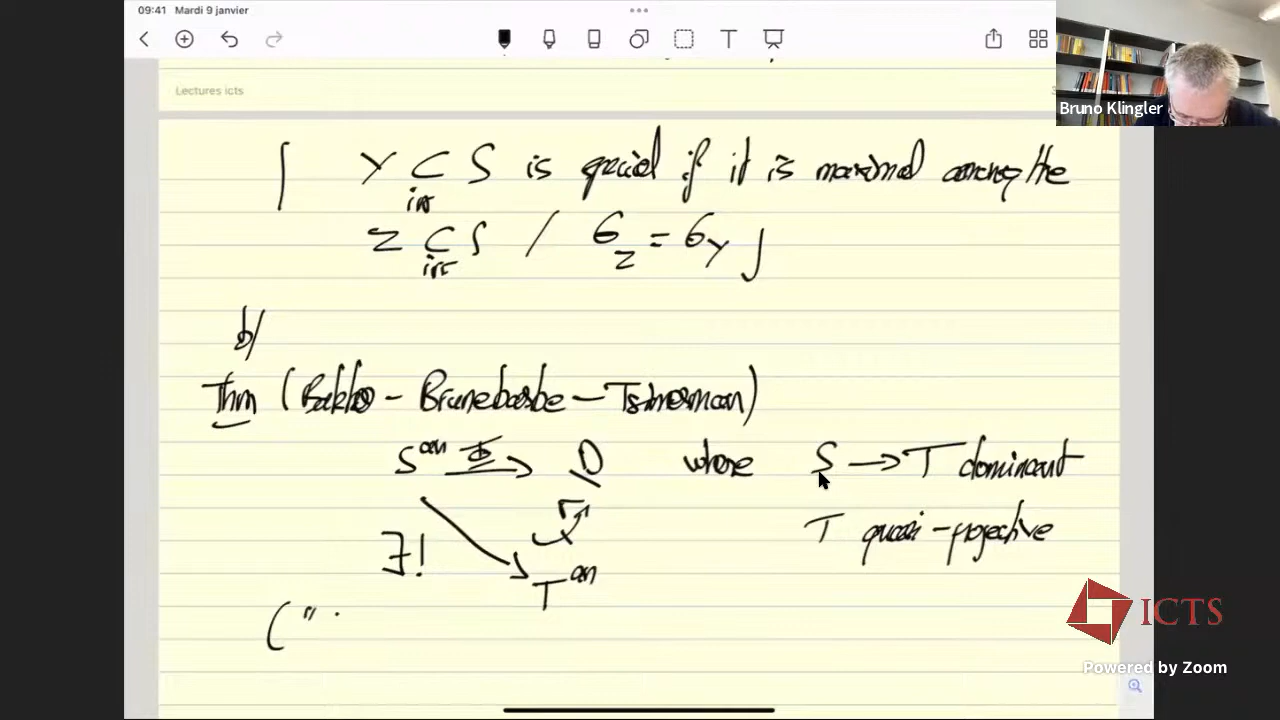 09:41 Mardi 9 janvier
Lectures icts
Bruno Klingler
Y ⊂ S is special if it is maximal among the
irr
Z ⊂ S / G_Z = G_Y ⌋
irr
b/
Thm (Bakker - Brunebarbe - Tsimerman)
S^an Φ → D where S → T dominant
T quasi-projective
∃!
T^an
("
ICTS
Powered by Zoom